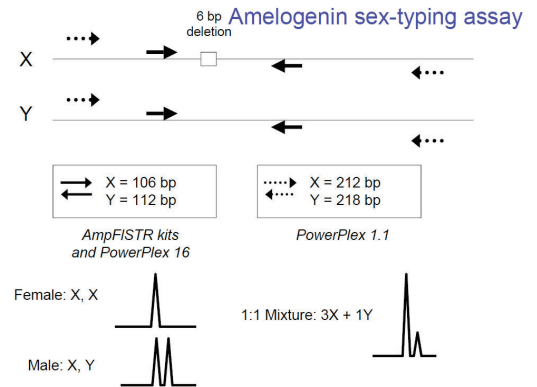 Amelogenin sex-typing assay
6 bp
deletion
X
Y
X = 106 bp
Y = 112 bp
X = 212 bp
Y = 218 bp
AmpFlSTR kits
and PowerPlex 16
PowerPlex 1.1
Female: X, X
1:1 Mixture: 3X + 1Y
Male: X, Y